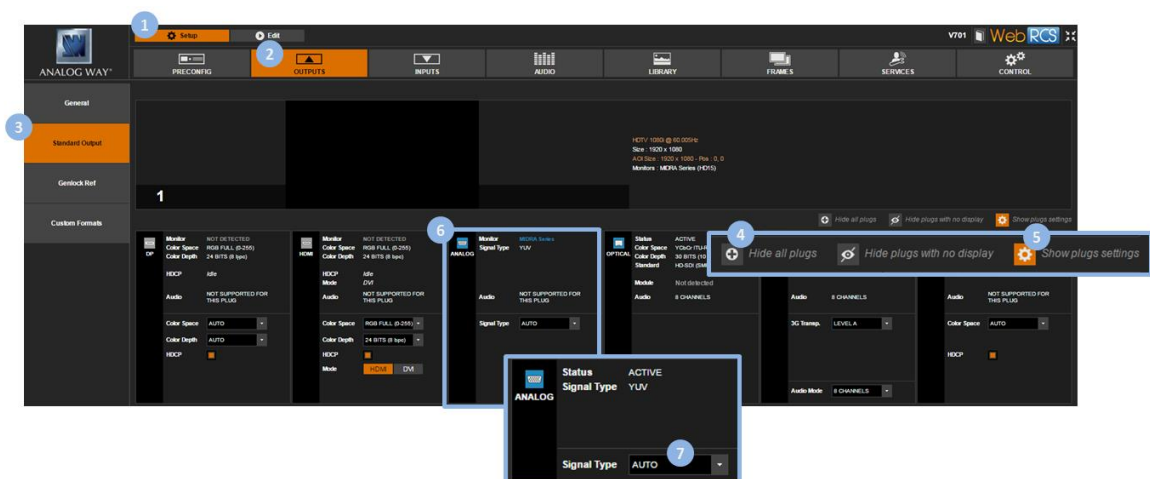 1
Setup
Edit
V701
Web RCS
ANALOG WAY®
2
PRECONFIG
OUTPUTS
INPUTS
AUDIO
LIBRARY
FRAMES
SERVICES
CONTROL
General
3
Standard Output
Genlock Ref
Custom Formats
HDTV 1080i @ 60.00Hz
Size : 1920 x 1080
AOI Size : 1920 x 1080 - Pos : 0, 0
Monitors : MIDRA Series (HD15)
1
Hide all plugs
Hide plugs with no display
Show plugs settings
DP
Monitor NOT DETECTED
Color Space RGB FULL (0-255)
Color Depth 24 BITS (8 bpc)
HDCP Idle
Audio NOT SUPPORTED FOR
THIS PLUG
Color Space AUTO
Color Depth AUTO
HDCP
HDMI
Monitor NOT DETECTED
Color Space RGB FULL (0-255)
Color Depth 24 BITS (8 bpc)
HDCP Idle
Mode DVI
Audio NOT SUPPORTED FOR
THIS PLUG
Color Space RGB FULL (0-255)
Color Depth 24 BITS (8 bpc)
HDCP
Mode HDMI DVI
6
ANALOG
Monitor MIDRA Series
Signal Type YUV
Audio NOT SUPPORTED FOR
THIS PLUG
Signal Type AUTO
OPTICAL
Status ACTIVE
Color Space
Color Depth 30 BITS (10
Standard HD-SDI (SM
Module Not detected
Audio 8 CHANNELS
4
Hide all plugs
Hide plugs with no display
5
Show plugs settings
Audio 8 CHANNELS
3G Transp. LEVEL A
Audio Mode 8 CHANNELS
Audio NOT SUPPORTED FOR
THIS PLUG
Color Space AUTO
HDCP
ANALOG
Status ACTIVE
Signal Type YUV
7
Signal Type AUTO